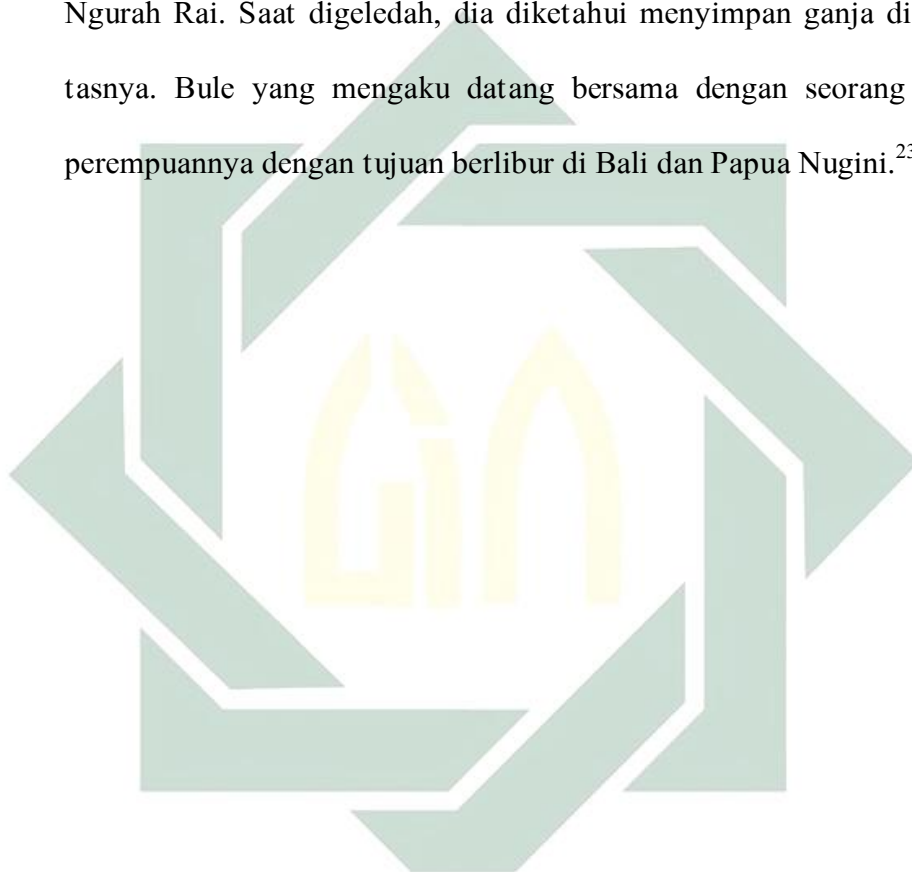 Ngurah Rai. Saat digeledah, dia diketahui menyimpan ganja di
tasnya. Bule yang mengaku datang bersama dengan seorang
perempuannya dengan tujuan berlibur di Bali dan Papua Nugini.23